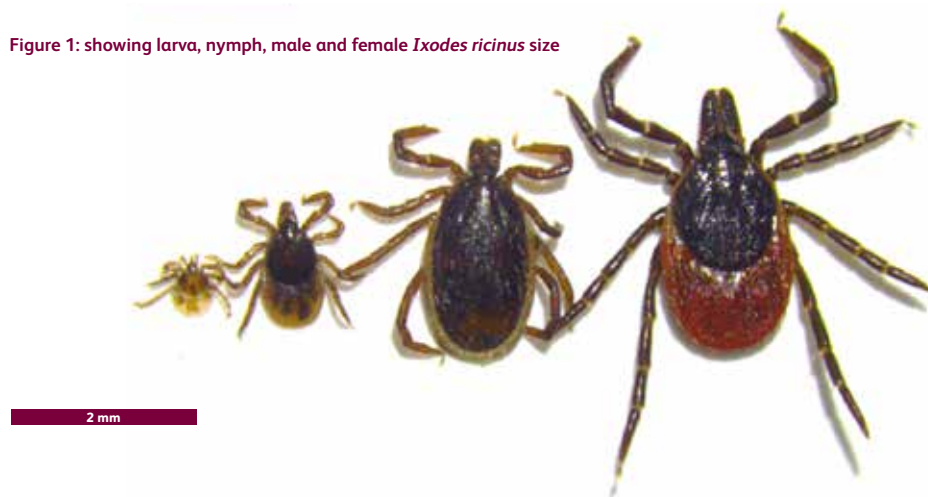 Figure 1: showing larva, nymph, male and female Ixodes ricinus size
2 mm